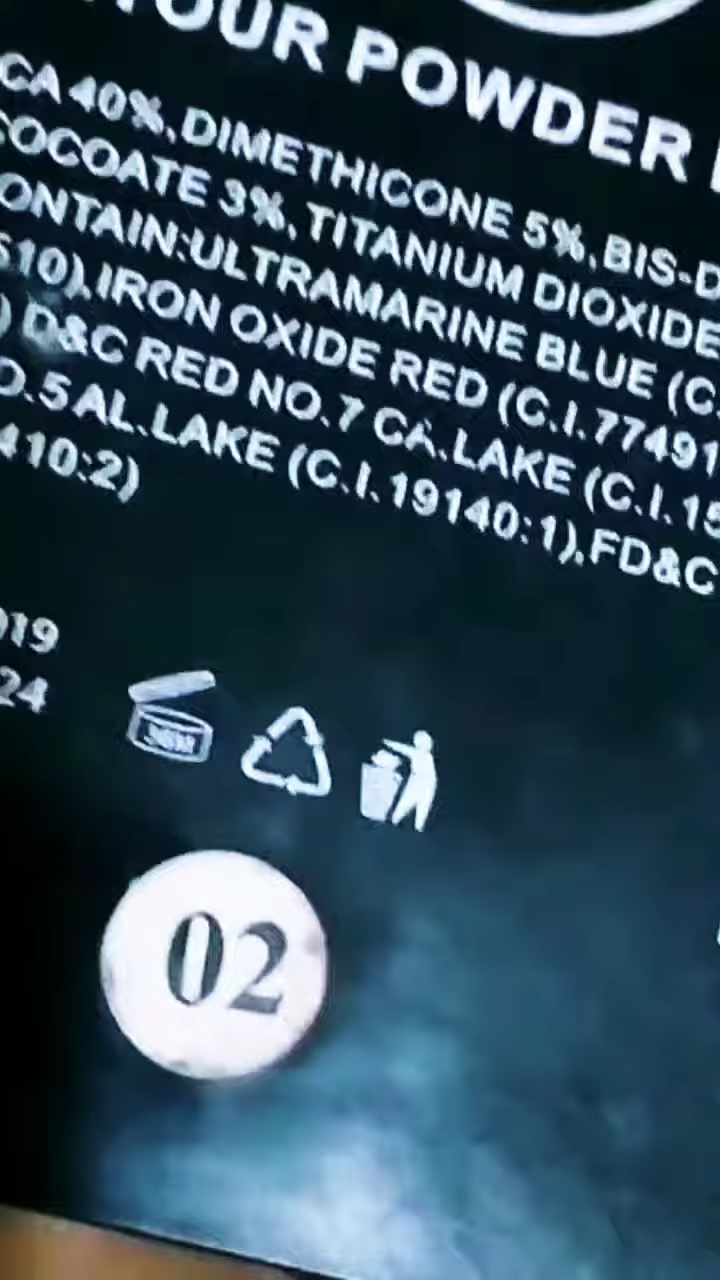 OUR POWDER
CA 40%, DIMETHICONE 5%, BIS-D
COCOATE 3%, TITANIUM DIOXIDE
ONTAIN:ULTRAMARINE BLUE (C.
510), IRON OXIDE RED (C.I.77491
) D&C RED NO.7 CA.LAKE (C.I.15
O.5 AL.LAKE (C.I.19140:1), FD&C
410:2)
019
24
02